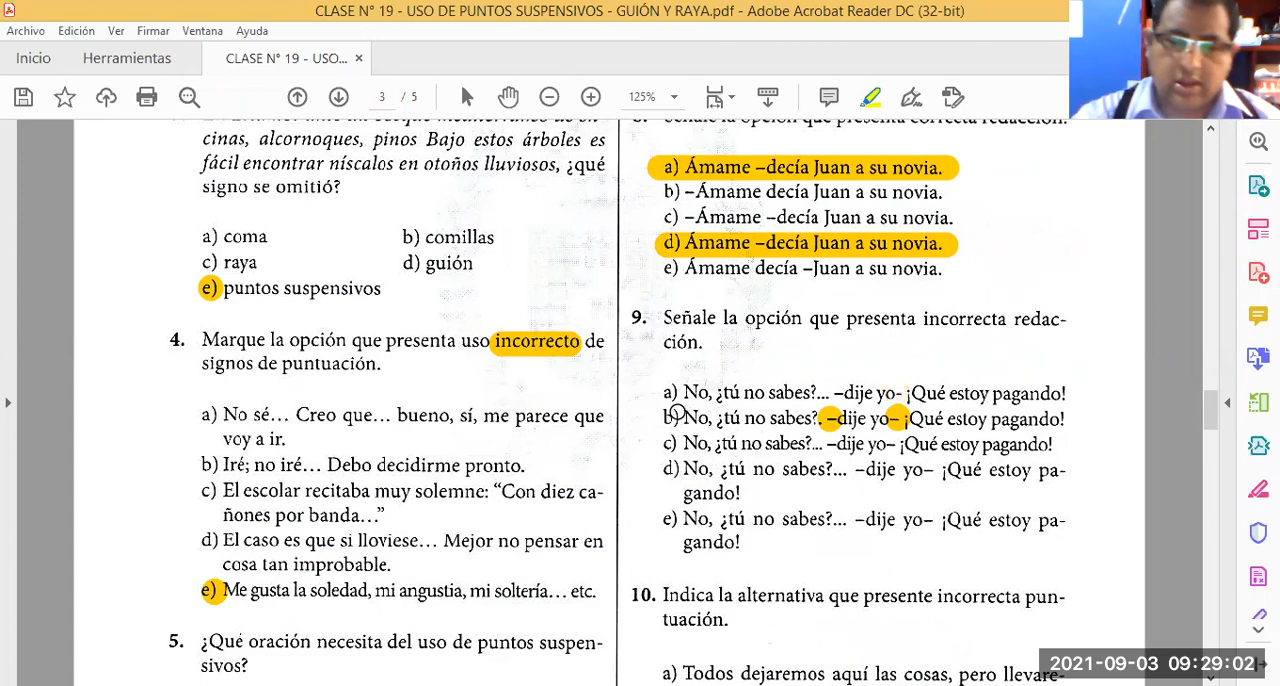 CLASE N° 19 - USO DE PUNTOS SUSPENSIVOS - GUIÓN Y RAYA.pdf - Adobe Acrobat Reader DC (32-bit)
Archivo Edición Ver Firmar Ventana Ayuda
Inicio Herramientas CLASE N° 19 - USO... ×
3 / 5 125%
cinas, alcornoques, pinos Bajo estos árboles es
fácil encontrar níscalos en otoños lluviosos, ¿qué
signo se omitió?
a) coma b) comillas
c) raya d) guión
e) puntos suspensivos
4. Marque la opción que presenta uso incorrecto de
signos de puntuación.
a) No sé... Creo que... bueno, sí, me parece que
voy a ir.
b) Iré; no iré... Debo decidirme pronto.
c) El escolar recitaba muy solemne: “Con diez ca-
ñones por banda...”
d) El caso es que si lloviese... Mejor no pensar en
cosa tan improbable.
e) Me gusta la soledad, mi angustia, mi soltería... etc.
5. ¿Qué oración necesita del uso de puntos suspen-
sivos?
8. Señale la opción que presenta correcta redacción.
a) Ámame –decía Juan a su novia.
b) –Ámame decía Juan a su novia.
c) –Ámame –decía Juan a su novia.
d) Ámame –decía Juan a su novia.
e) Ámame decía –Juan a su novia.
9. Señale la opción que presenta incorrecta redac-
ción.
a) No, ¿tú no sabes?... –dije yo- ¡Qué estoy pagando!
b) No, ¿tú no sabes?. –dije yo– ¡Qué estoy pagando!
c) No, ¿tú no sabes?... –dije yo– ¡Qué estoy pagando!
d) No, ¿tú no sabes?... –dije yo– ¡Qué estoy pa-
gando!
e) No, ¿tú no sabes?... –dije yo– ¡Qué estoy pa-
gando!
10. Indica la alternativa que presente incorrecta pun-
tuación.
a) Todos dejaremos aquí las cosas, pero llevare-
2021-09-03 09:29:02